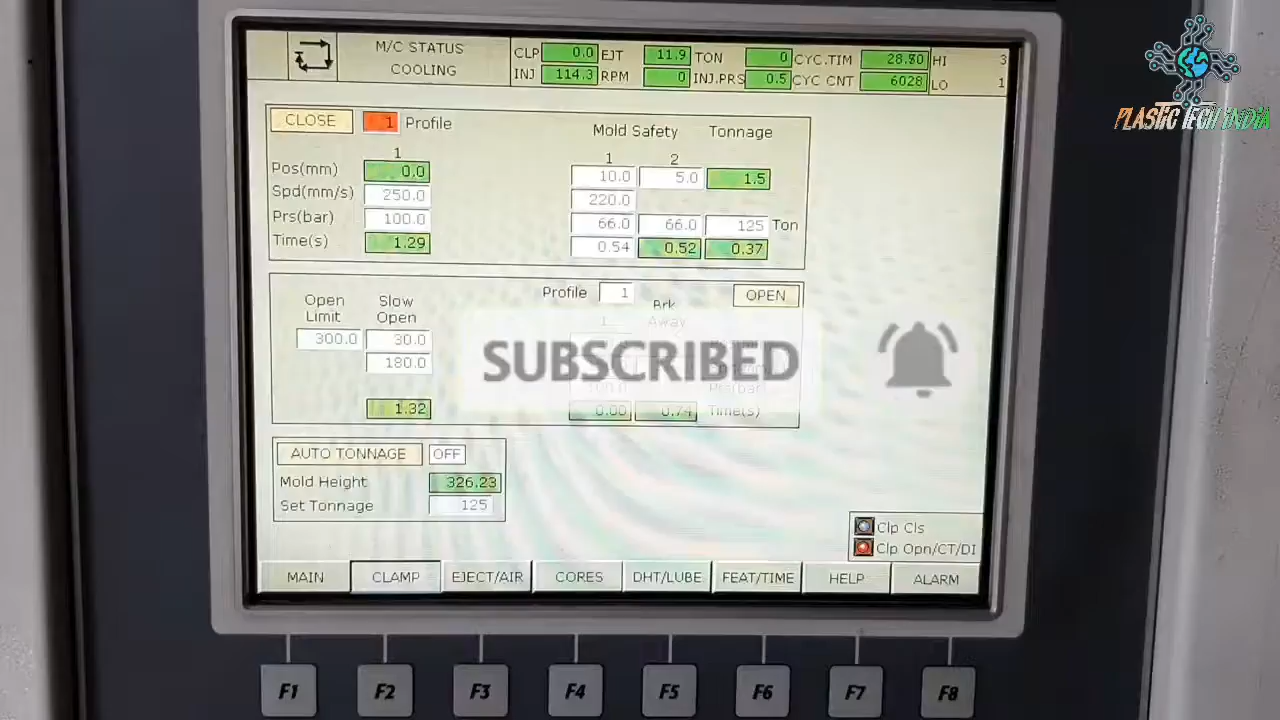 M/C STATUS
COOLING
CLP 0.0 EJT 11.9 TON 0 CYC.TIM 28.80 HI 3
INJ 114.3 RPM 0 INJ.PRS 0.5 CYC CNT 6028 LO 1
PLASTIC TECH INDIA
CLOSE 1 Profile
Mold Safety Tonnage
1 1 2
Pos(mm) 0.0 10.0 5.0 1.5
Spd(mm/s) 250.0 220.0
Prs(bar) 100.0 66.0 66.0 125 Ton
Time(s) 1.29 0.54 0.52 0.37
Profile 1 OPEN
Open Limit Slow Open Brk Away
300.0 30.0
180.0
SUBSCRIBED
Prs(bar)
1.32 0.00 0.74 Time(s)
AUTO TONNAGE OFF
Mold Height 326.23
Set Tonnage 125
Clp Cls
Clp Opn/CT/DI
MAIN CLAMP EJECT/AIR CORES DHT/LUBE FEAT/TIME HELP ALARM
F1 F2 F3 F4 F5 F6 F7 F8